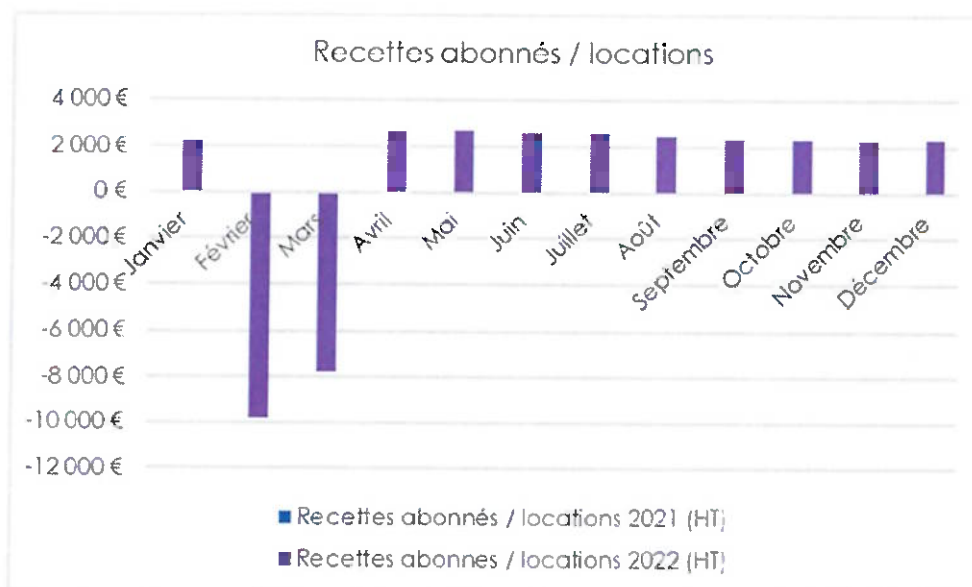 Recettes abonnés / locations
4 000 €
2 000 €
0 €
-2 000 €
-4 000 €
-6 000 €
-8 000 €
-10 000 €
-12 000 €
Janvier
Février
Mars
Avril
Mai
Juin
Juillet
Août
Septembre
Octobre
Novembre
Décembre
Recettes abonnés / locations 2021 (HT)
Recettes abonnes / locations 2022 (HT)